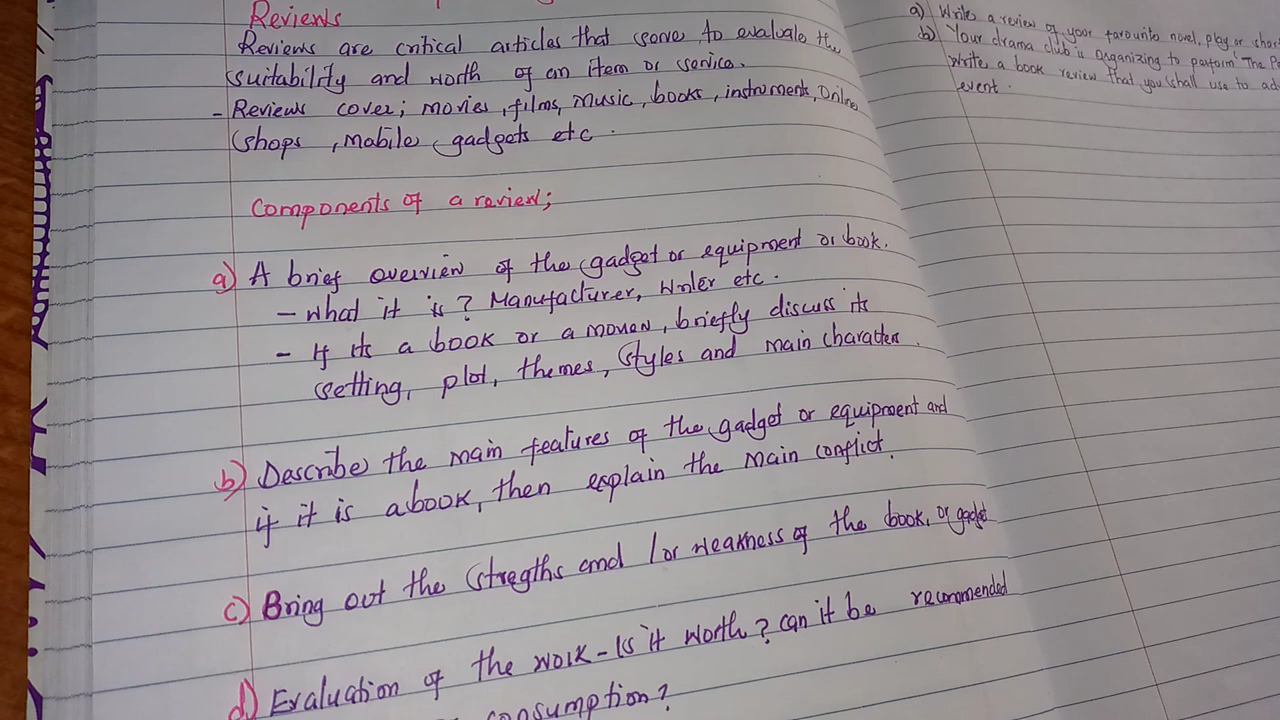 Reviews
Reviews are critical articles that serve to evaluate the
suitability and worth of an item or service.
- Reviews cover; movies, films, music, books, instruments, Online
shops, mobile gadgets etc.
Components of a review;
a) A brief overview of the gadget or equipment or book.
- What it is? Manufacturer, Writer etc.
- If its a book or a moven, briefly discuss its
setting, plot, themes, styles and main character.
b) Describe the main features of the gadget or equipment and
if it is a book, then explain the main conflict.
c) Bring out the stregths and /or weakness of the book, or gadget
d) Evaluation of the work - Is it worth? can it be recommended
consumption?
a) Write a review of your favourite novel, play or
b) Your drama club is organizing to perform The
Write a book review that you shall use to
event.